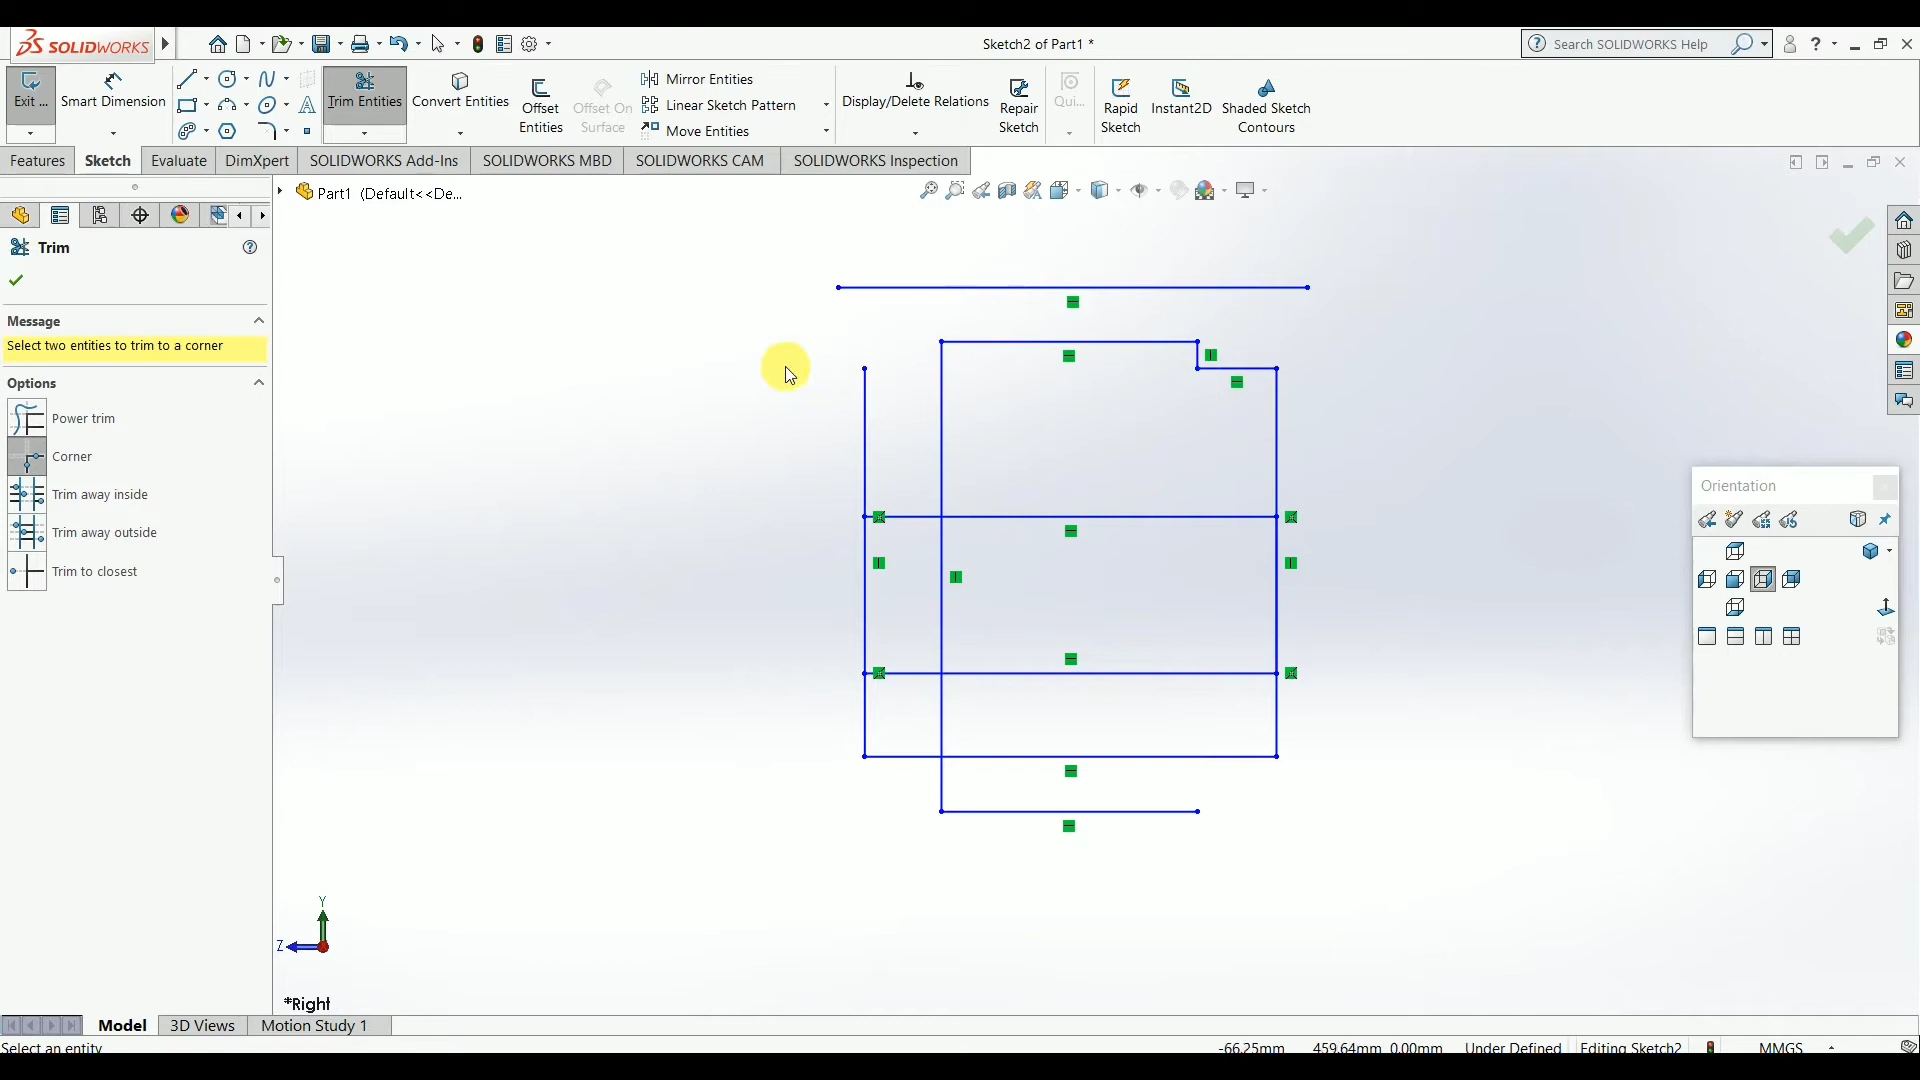 SOLIDWORKS
Sketch2 of Part1 *
Search SOLIDWORKS Help
?
Exit ...
Smart Dimension
Trim Entities
Convert Entities
Offset
Entities
Offset On
Surface
Mirror Entities
Linear Sketch Pattern
Move Entities
Display/Delete Relations
Repair
Sketch
Qui...
Rapid
Sketch
Instant2D
Shaded Sketch
Contours
Features
Sketch
Evaluate
DimXpert
SOLIDWORKS Add-Ins
SOLIDWORKS MBD
SOLIDWORKS CAM
SOLIDWORKS Inspection
Part1 (Default<<De...
Trim
Message
Select two entities to trim to a corner
Options
Power trim
Corner
Trim away inside
Trim away outside
Trim to closest
Orientation
Y
Z
*Right
Model
3D Views
Motion Study 1
Select an entity
-66.25mm
459.64mm 0.00mm
Under Defined
Editing Sketch2
MMGS